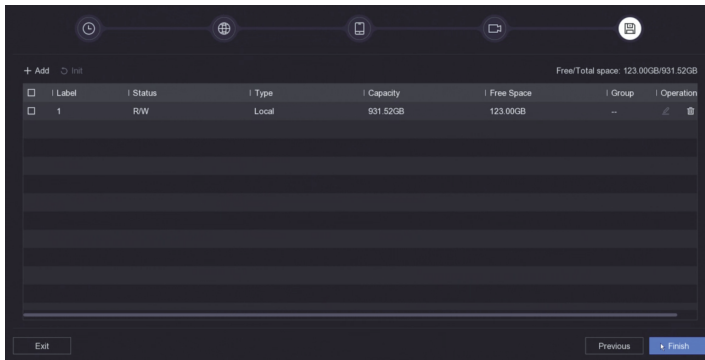 + Add Init Free/Total space: 123.00GB/931.52GB
Label Status Type Capacity Free Space Group Operation
1 R/W Local 931.52GB 123.00GB --
Exit Previous Finish